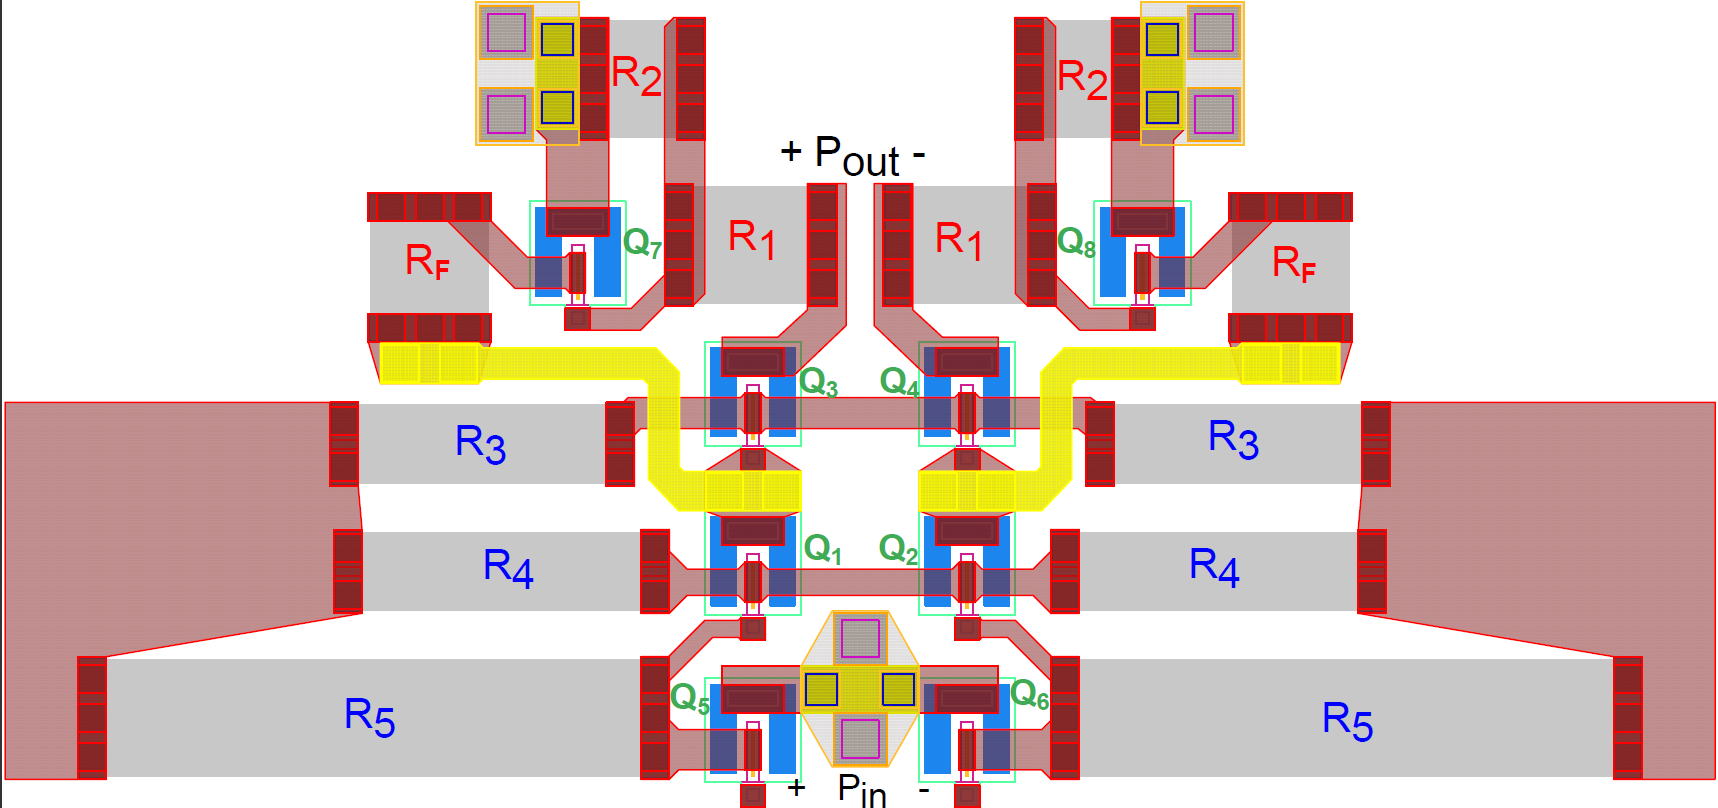 R2 R2
+ Pout -
Q7 R1 R1 Q8
RF RF
Q3 Q4
R3 R3
Q1 Q2
R4 R4
Q5 Q6
R5 R5
+ Pin -